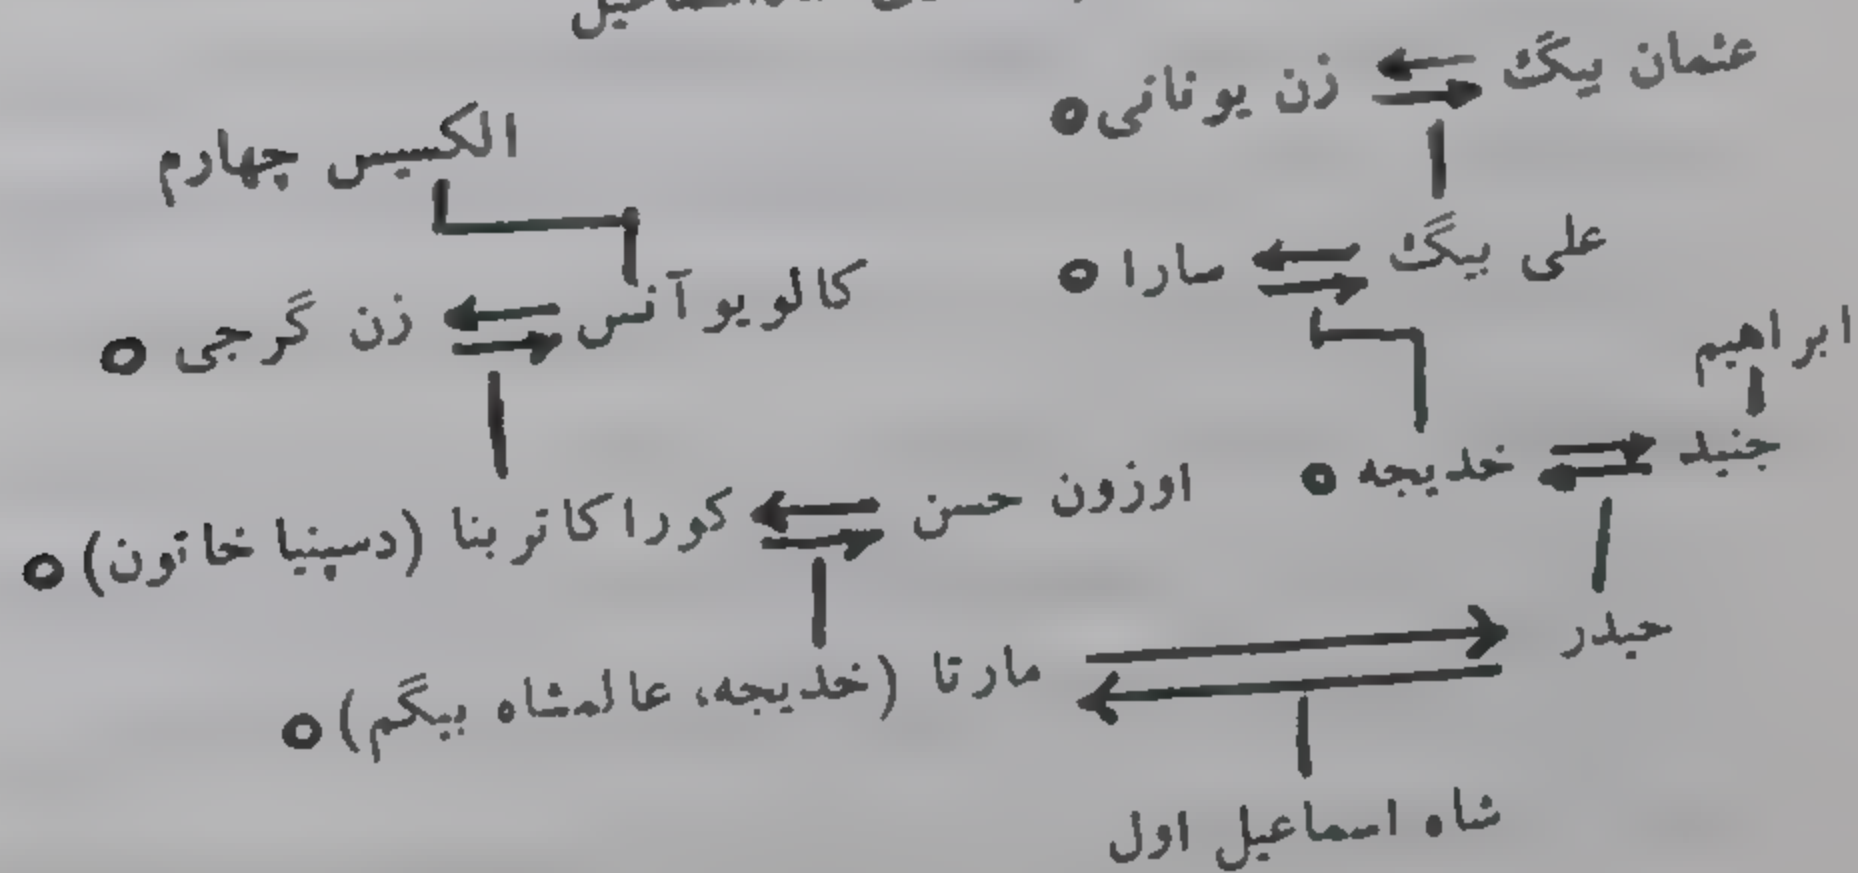 اسماعیل
عثمان بیگ زن یونانی
الکسیس چهارم
علی بیگ سارا
کالویوآنس زن گرجی
ابراهیم
جنید خدیجه
اوزون حسن کوراکاترینا (دسپنیا خاتون)
حیدر
مارتا (خدیجه، عالمشاه بیگم)
شاه اسماعیل اول